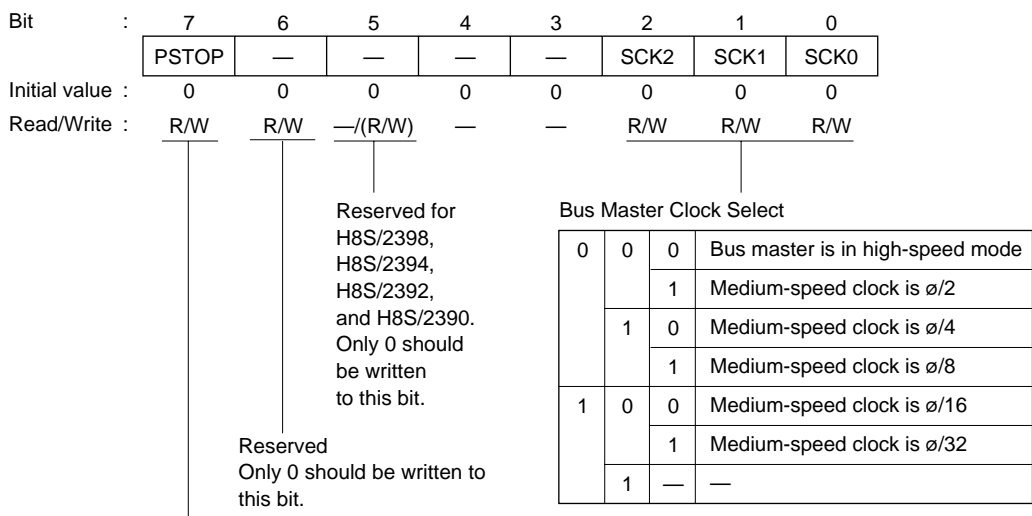 Bit : 7 6 5 4 3 2 1 0
PSTOP — — — — SCK2 SCK1 SCK0
Initial value : 0 0 0 0 0 0 0 0
Read/Write : R/W R/W —/(R/W) — — R/W R/W R/W
Reserved for
H8S/2398,
H8S/2394,
H8S/2392,
and H8S/2390.
Only 0 should
be written
to this bit.
Reserved
Only 0 should be written to
this bit.
Bus Master Clock Select
0 0 0 Bus master is in high-speed mode
1 Medium-speed clock is ø/2
1 0 Medium-speed clock is ø/4
1 Medium-speed clock is ø/8
1 0 0 Medium-speed clock is ø/16
1 Medium-speed clock is ø/32
1 — —